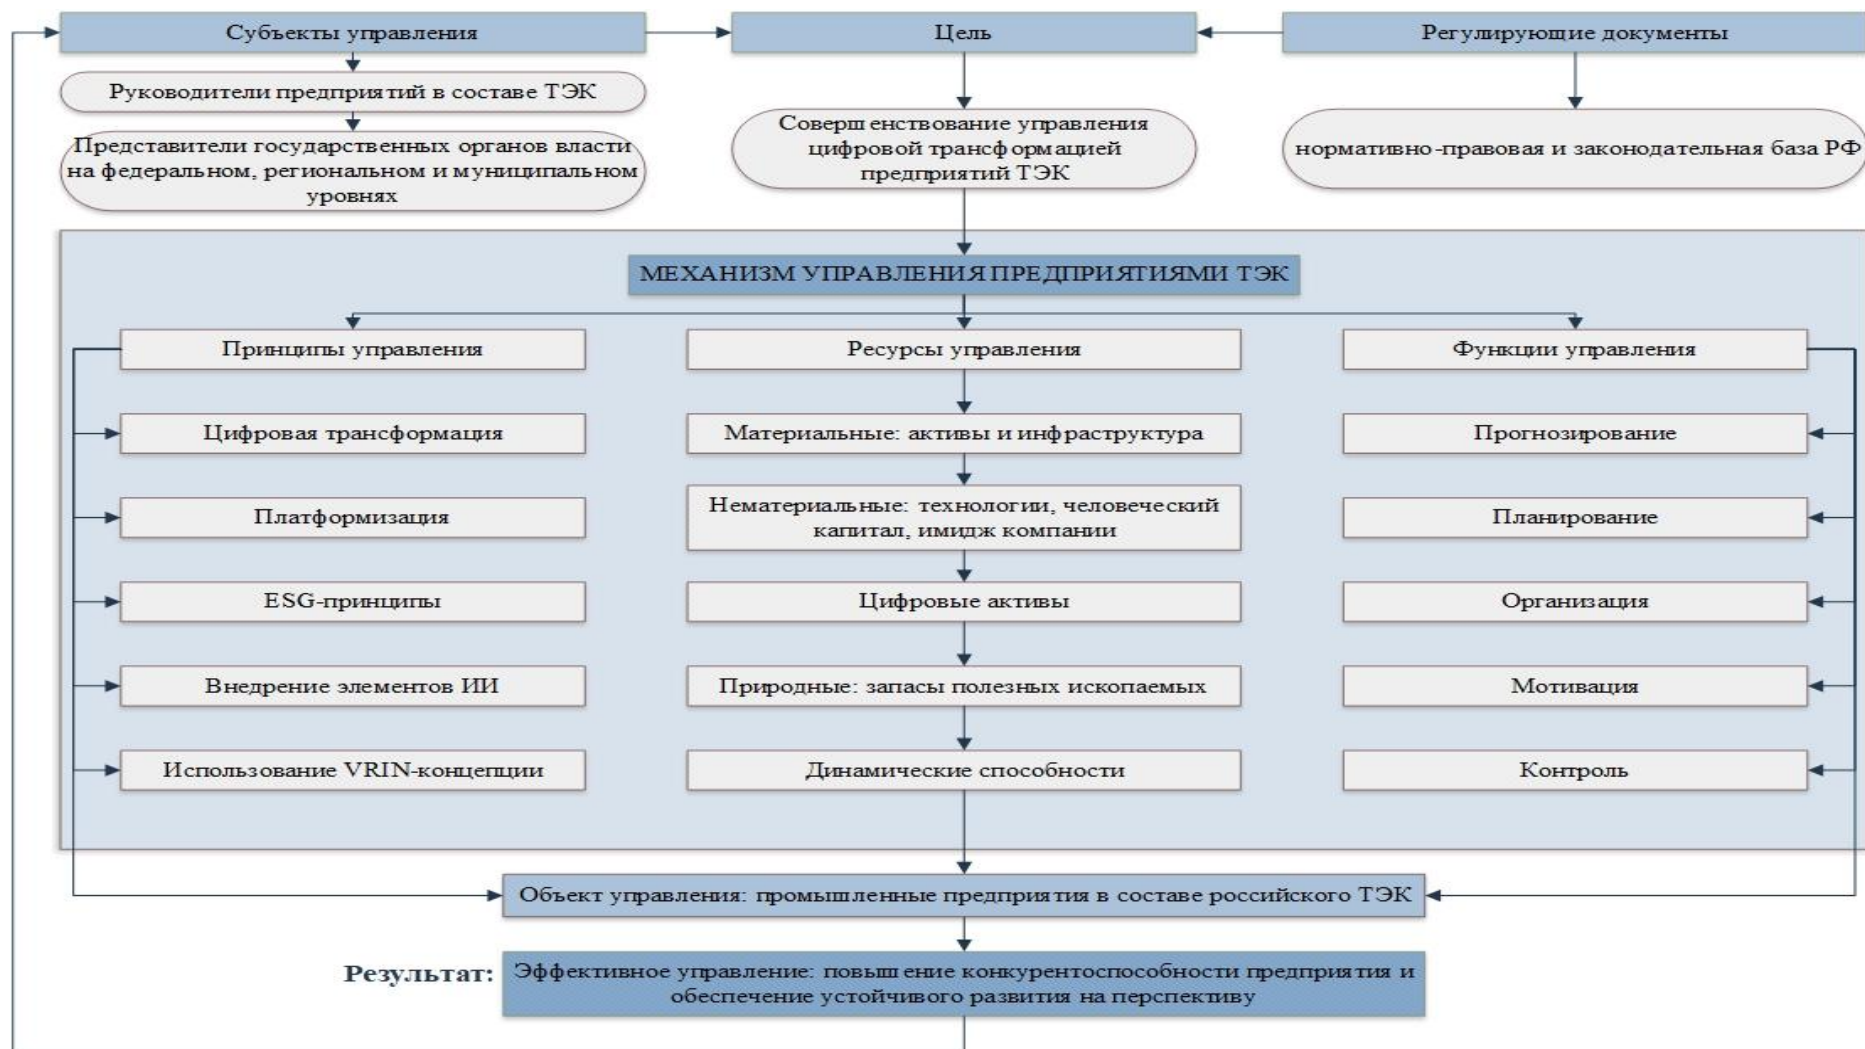 Субъекты управления
Цель
Регулирующие документы
Руководители предприятий в составе ТЭК
Представители государственных органов власти
на федеральном, региональном и муниципальном
уровнях
Совершенствование управления
цифровой трансформацией
предприятий ТЭК
нормативно-правовая и законодательная база РФ
МЕХАНИЗМ УПРАВЛЕНИЯ ПРЕДПРИЯТИЯМИ ТЭК
Принципы управления
Ресурсы управления
Функции управления
Цифровая трансформация
Материальные: активы и инфраструктура
Прогнозирование
Платформизация
Нематериальные: технологии, человеческий
капитал, имидж компании
Планирование
ESG-принципы
Цифровые активы
Организация
Внедрение элементов ИИ
Природные: запасы полезных ископаемых
Мотивация
Использование VRIN-концепции
Динамические способности
Контроль
Объект управления: промышленные предприятия в составе российского ТЭК
Результат:
Эффективное управление: повышение конкурентоспособности предприятия и
обеспечение устойчивого развития на перспективу